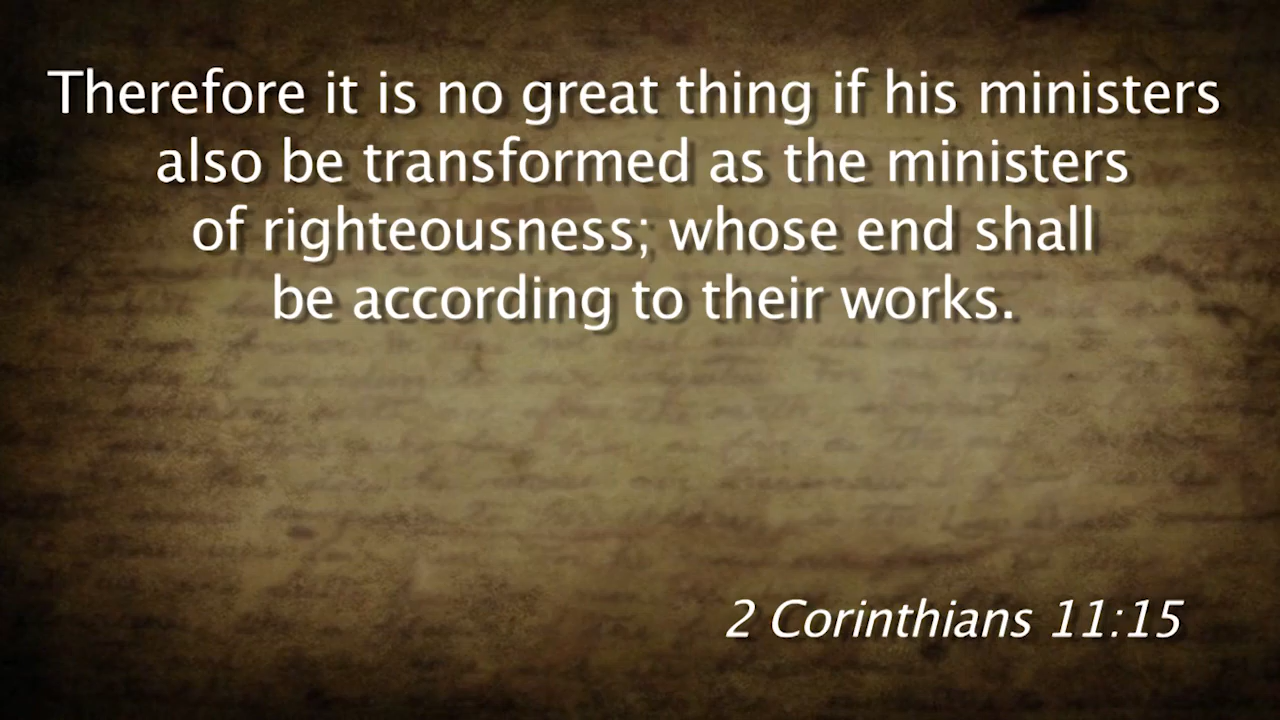 Therefore it is no great thing if his ministers
also be transformed as the ministers
of righteousness; whose end shall
be according to their works.
2 Corinthians 11:15